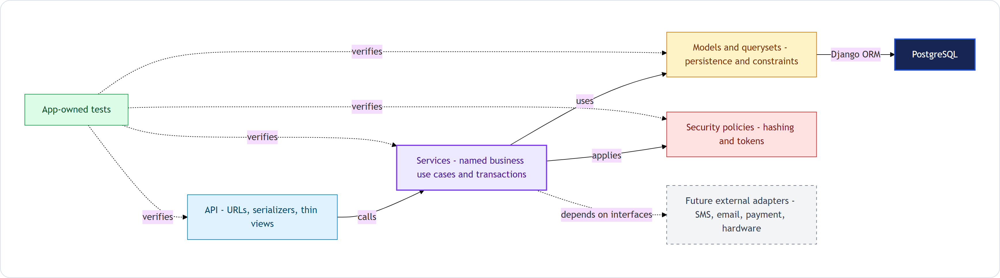 verifies
Models and querysets -
persistence and constraints
Django ORM
PostgreSQL
uses
App-owned tests
verifies
Security policies - hashing
and tokens
verifies
applies
Services - named business
use cases and transactions
API - URLs, serializers, thin
views
verifies
calls
depends on interfaces
Future external adapters -
SMS, email, payment,
hardware